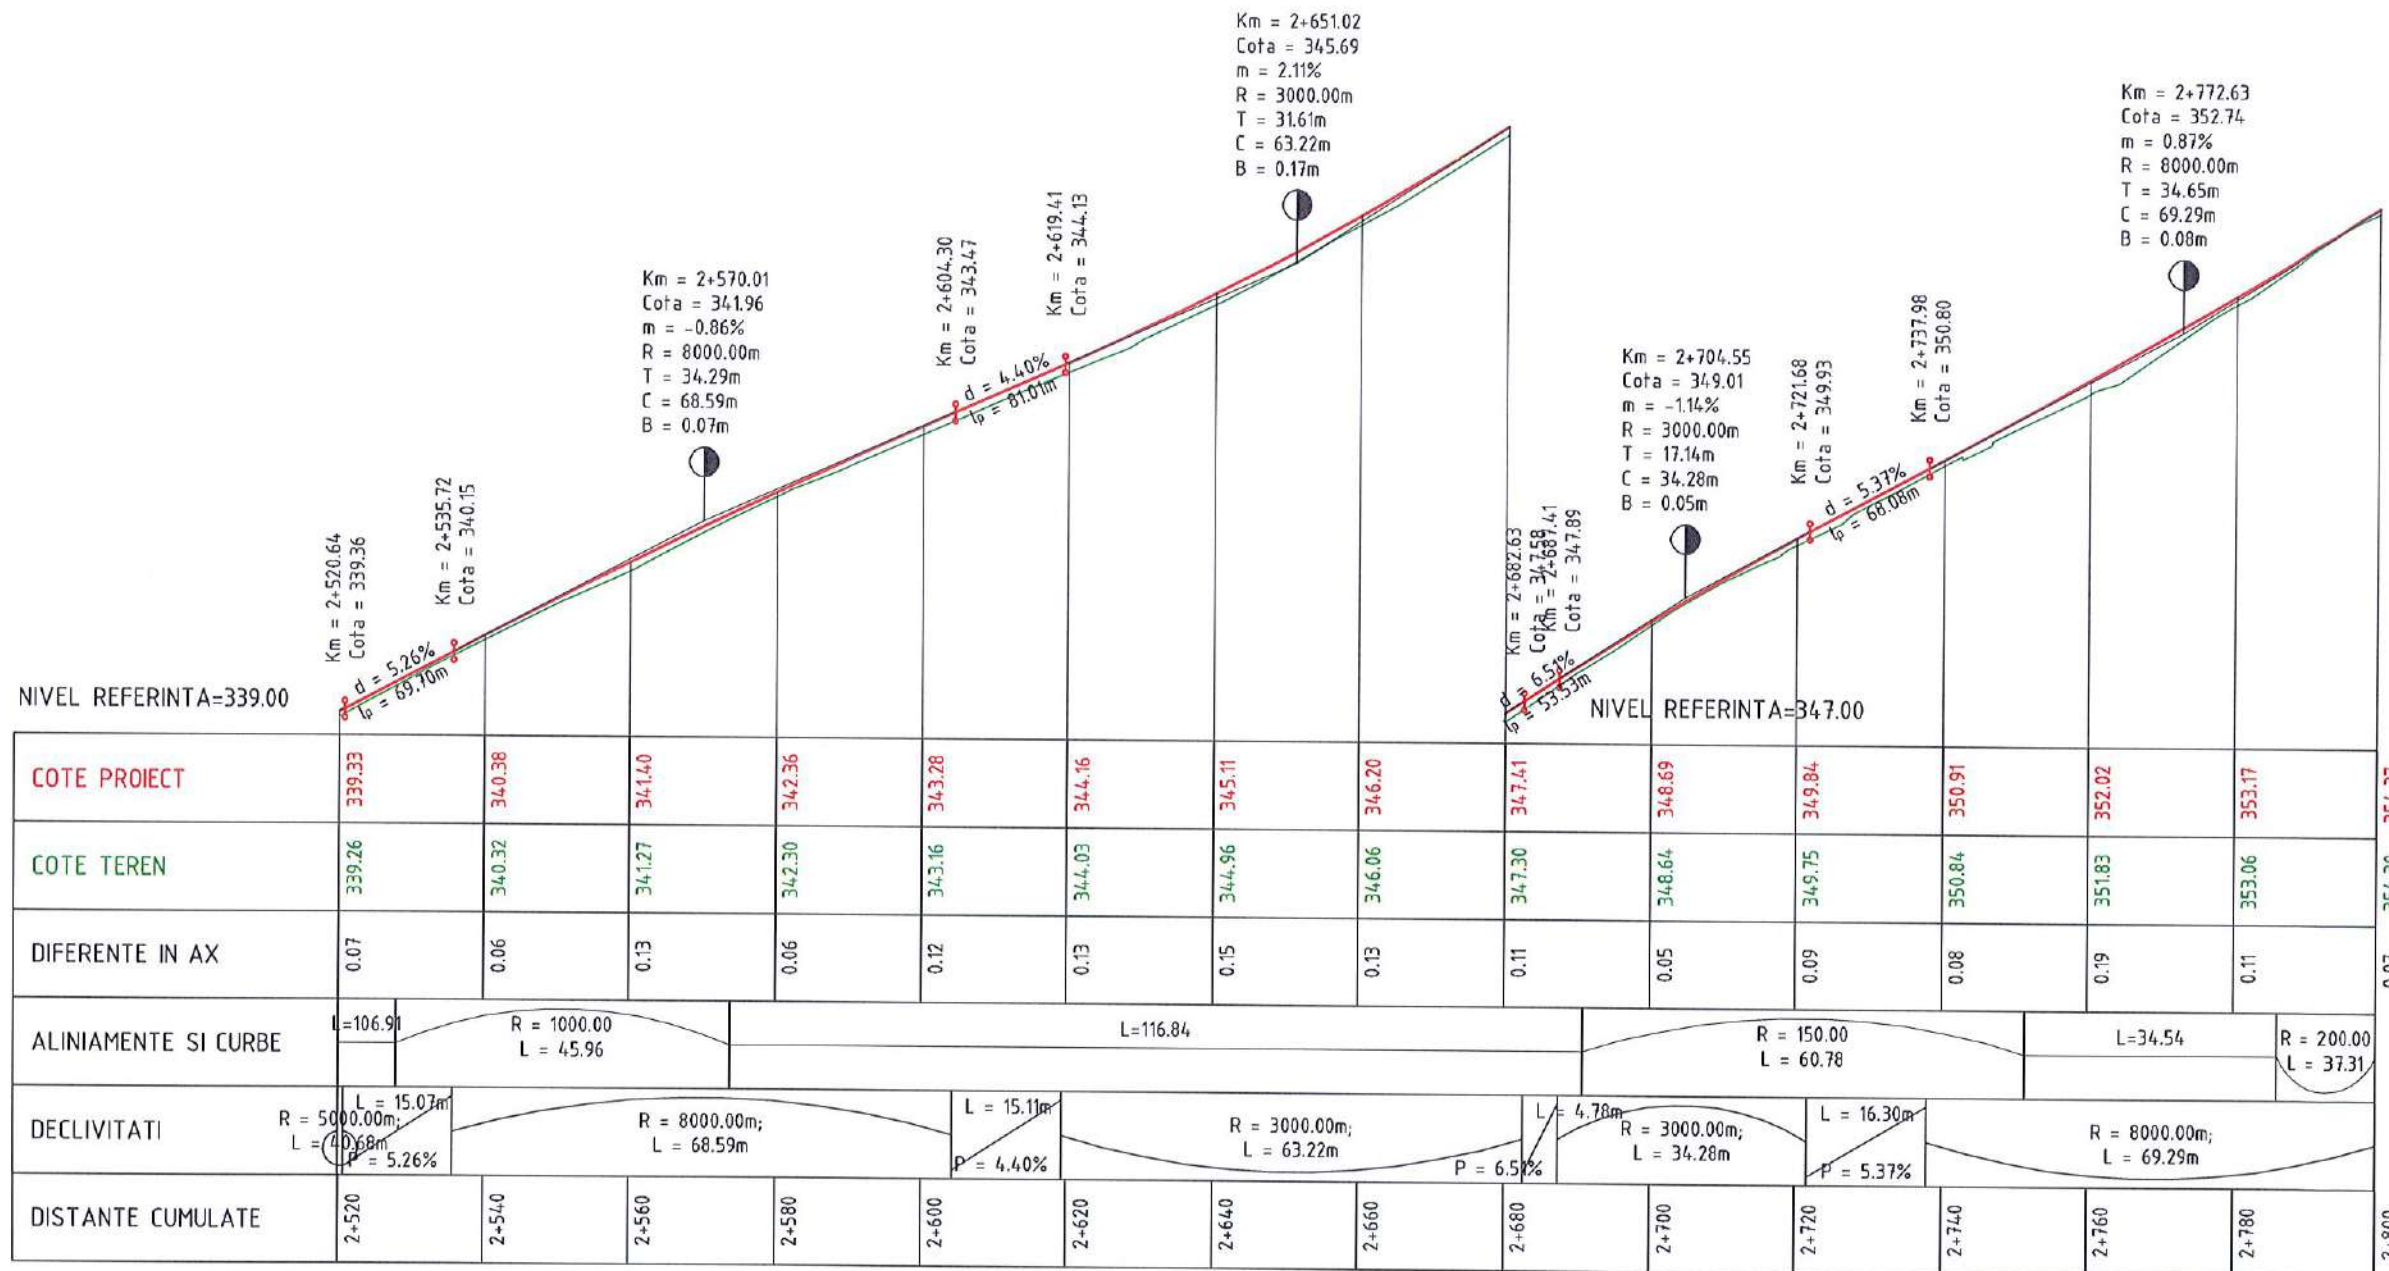 Km = 2+651.02
Cota = 345.69
m = 2.11%
R = 3000.00m
T = 31.61m
C = 63.22m
B = 0.17m
Km = 2+772.63
Cota = 352.74
m = 0.87%
R = 8000.00m
T = 34.65m
C = 69.29m
B = 0.08m
Km = 2+570.01
Cota = 341.96
m = -0.86%
R = 8000.00m
T = 34.29m
C = 68.59m
B = 0.07m
Km = 2+704.55
Cota = 349.01
m = -1.14%
R = 3000.00m
T = 17.14m
C = 34.28m
B = 0.05m
Km = 2+520.64
Cota = 339.36
Km = 2+535.72
Cota = 340.15
Km = 2+604.30
Cota = 343.47
Km = 2+619.41
Cota = 344.13
Km = 2+682.63
Cota = 347.58
Km = 2+687.41
Cota = 347.89
Km = 2+721.68
Cota = 349.93
Km = 2+737.98
Cota = 350.80
d = 5.26%
lp = 69.70m
d = 4.40%
lp = 81.01m
d = 6.51%
lp = 53.53m
d = 5.37%
lp = 68.08m
NIVEL REFERINTA=339.00
NIVEL REFERINTA=347.00
COTE PROIECT
339.33 340.38 341.40 342.36 343.28 344.16 345.11 346.20 347.41 348.69 349.84 350.91 352.02 353.17
COTE TEREN
339.26 340.32 341.27 342.30 343.16 344.03 344.96 346.06 347.30 348.64 349.75 350.84 351.83 353.06
DIFERENTE IN AX
0.07 0.06 0.13 0.06 0.12 0.13 0.15 0.13 0.11 0.05 0.09 0.08 0.19 0.11
ALINIAMENTE SI CURBE
L=106.91
R = 1000.00
L = 45.96
L=116.84
R = 150.00
L = 60.78
L=34.54
R = 200.00
L = 37.31
DECLIVITATI
R = 5000.00m;
L = 40.68m
L = 15.07m
P = 5.26%
R = 8000.00m;
L = 68.59m
L = 15.11m
P = 4.40%
R = 3000.00m;
L = 63.22m
L = 4.78m
P = 6.51%
R = 3000.00m;
L = 34.28m
L = 16.30m
P = 5.37%
R = 8000.00m;
L = 69.29m
DISTANTE CUMULATE
2+520 2+540 2+560 2+580 2+600 2+620 2+640 2+660 2+680 2+700 2+720 2+740 2+760 2+780